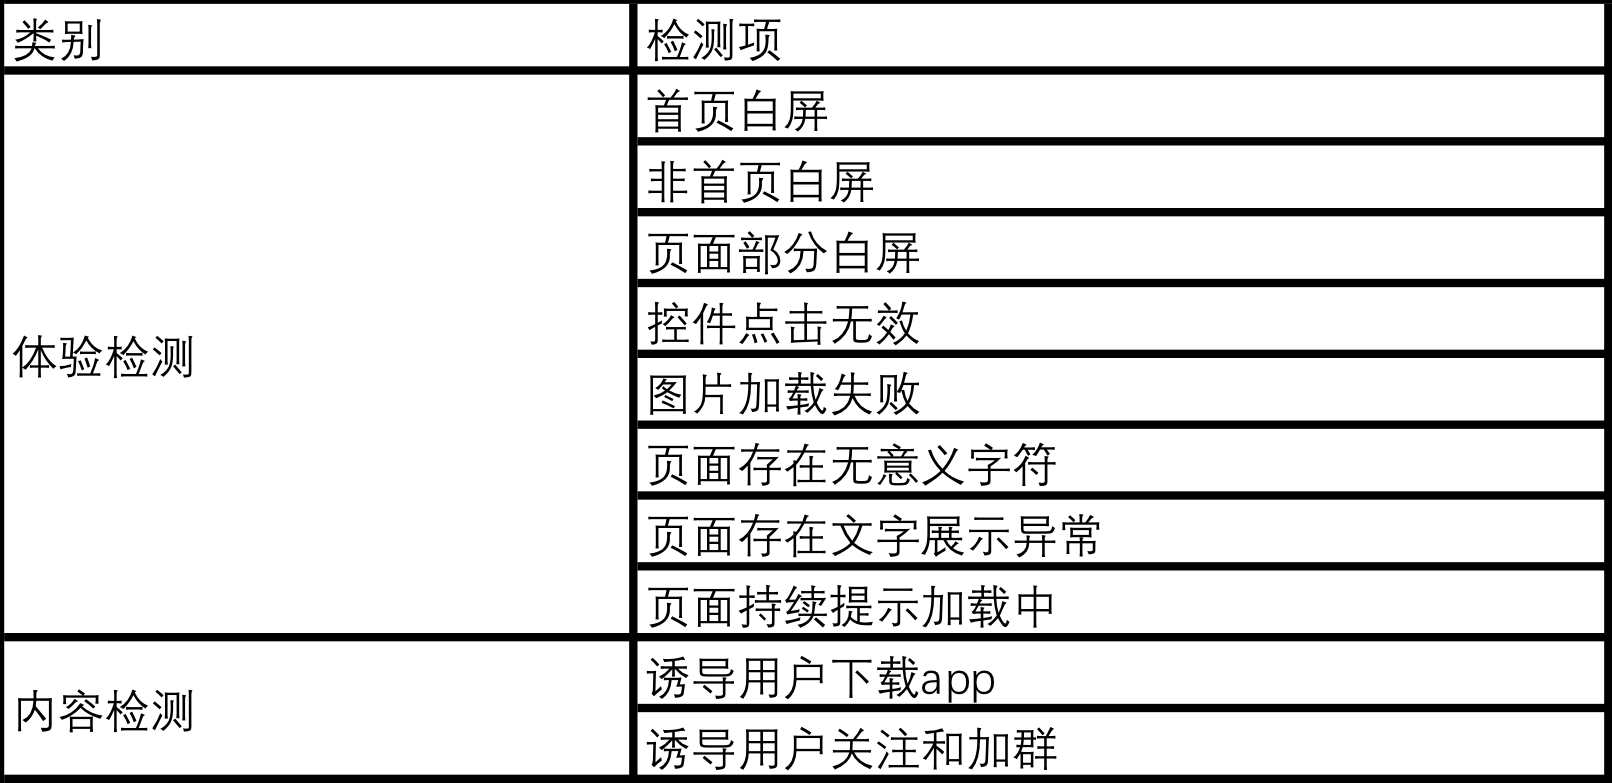 类别
检测项
体验检测
首页白屏
非首页白屏
页面部分白屏
控件点击无效
图片加载失败
页面存在无意义字符
页面存在文字展示异常
页面持续提示加载中
内容检测
诱导用户下载app
诱导用户关注和加群